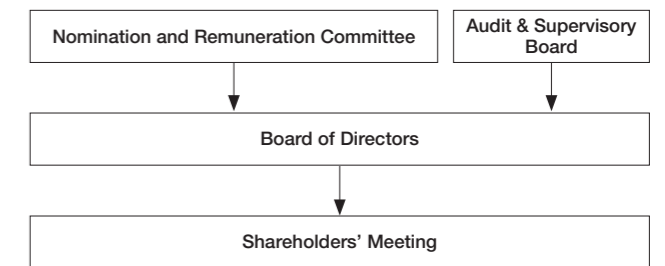 Nomination and Remuneration Committee
Audit & Supervisory
Board
Board of Directors
Shareholders’ Meeting